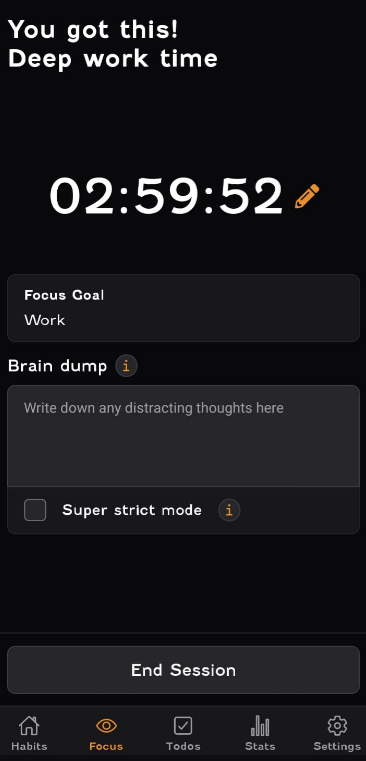 You got this!
Deep work time
02:59:52
Focus Goal
Work
Brain dump i
Write down any distracting thoughts here
Super strict mode i
End Session
Habits Focus Todos Stats Settings